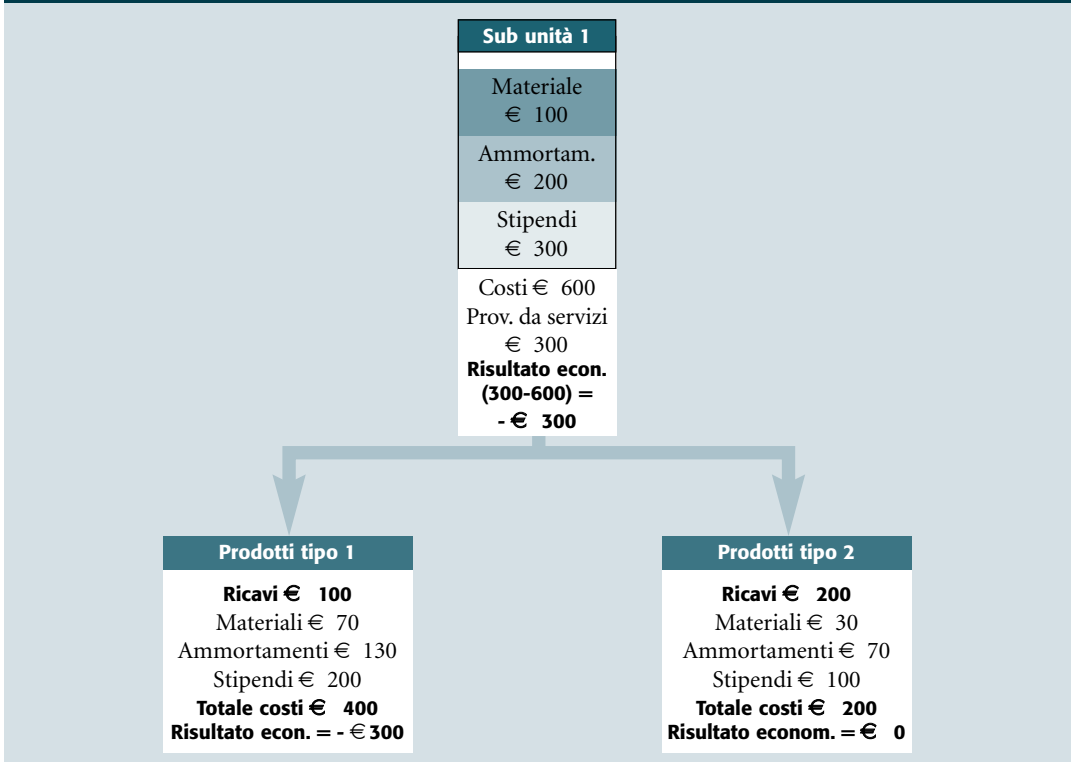 Sub unità 1
Materiale
€ 100
Ammortam.
€ 200
Stipendi
€ 300
Costi € 600
Prov. da servizi
€ 300
Risultato econ.
(300-600) =
- € 300
Prodotti tipo 1
Ricavi € 100
Materiali € 70
Ammortamenti € 130
Stipendi € 200
Totale costi € 400
Risultato econ. = - € 300
Prodotti tipo 2
Ricavi € 200
Materiali € 30
Ammortamenti € 70
Stipendi € 100
Totale costi € 200
Risultato econom. = € 0